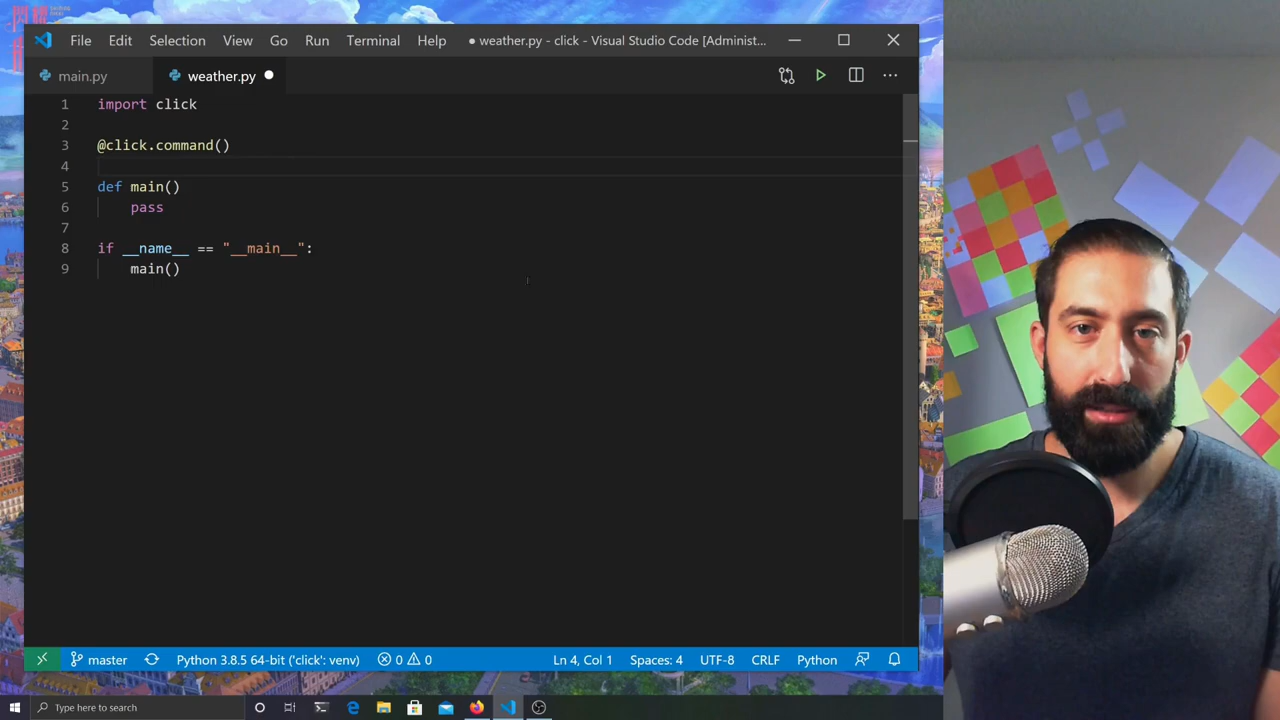 File Edit Selection View Go Run Terminal Help ● weather.py - click - Visual Studio Code [Administ...
main.py weather.py
1 import click
2
3 @click.command()
4
5 def main()
6 pass
7
8 if __name__ == "__main__":
9 main()
master Python 3.8.5 64-bit ('click': venv) 0 0 Ln 4, Col 1 Spaces: 4 UTF-8 CRLF Python
Type here to search